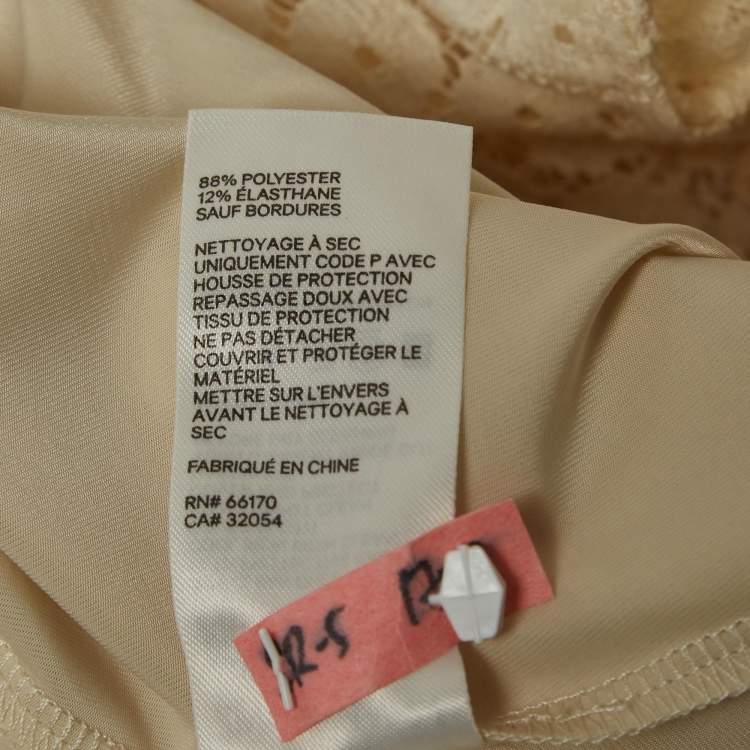 88% POLYESTER
12% ÉLASTHANE
SAUF BORDURES
NETTOYAGE À SEC
UNIQUEMENT CODE P AVEC
HOUSSE DE PROTECTION
REPASSAGE DOUX AVEC
TISSU DE PROTECTION
NE PAS DÉTACHER
COUVRIR ET PROTÉGER LE
MATÉRIEL
METTRE SUR L'ENVERS
AVANT LE NETTOYAGE À
SEC
FABRIQUÉ EN CHINE
RN# 66170
CA# 32054